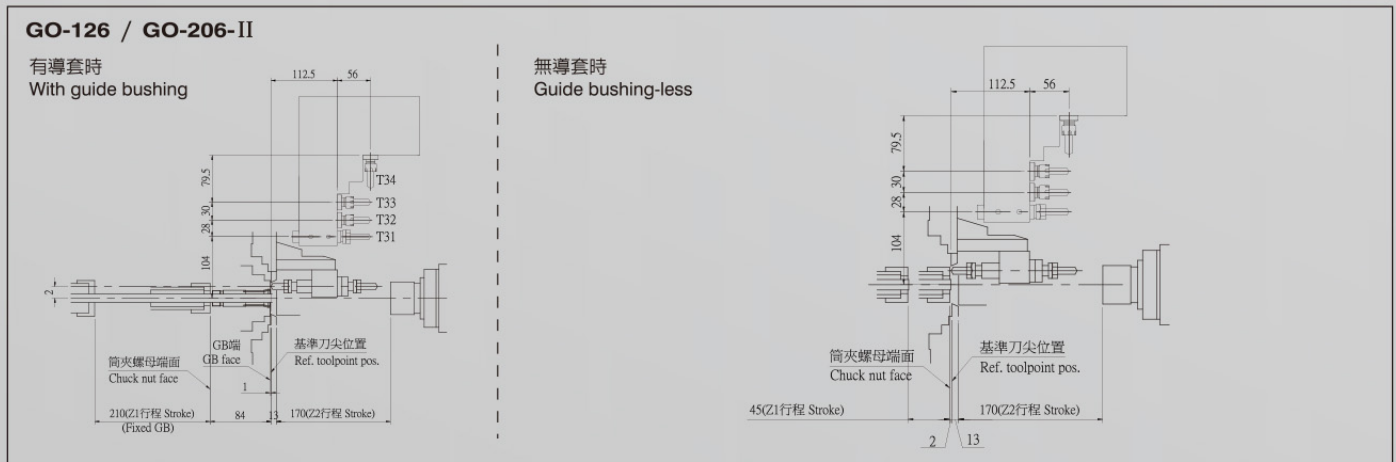 GO-126 / GO-206-II
有導套時
With guide bushing
112.5
56
79.5
30
28
104
2
T34
T33
T32
T31
GB端
GB face
基準刀尖位置
Ref. toolpoint pos.
筒夾螺母端面
Chuck nut face
1
210(Z1行程 Stroke)
(Fixed GB)
84
13
170(Z2行程 Stroke)
無導套時
Guide bushing-less
112.5
56
79.5
30
28
104
基準刀尖位置
Ref. toolpoint pos.
筒夾螺母端面
Chuck nut face
45(Z1行程 Stroke)
170(Z2行程 Stroke)
2
13